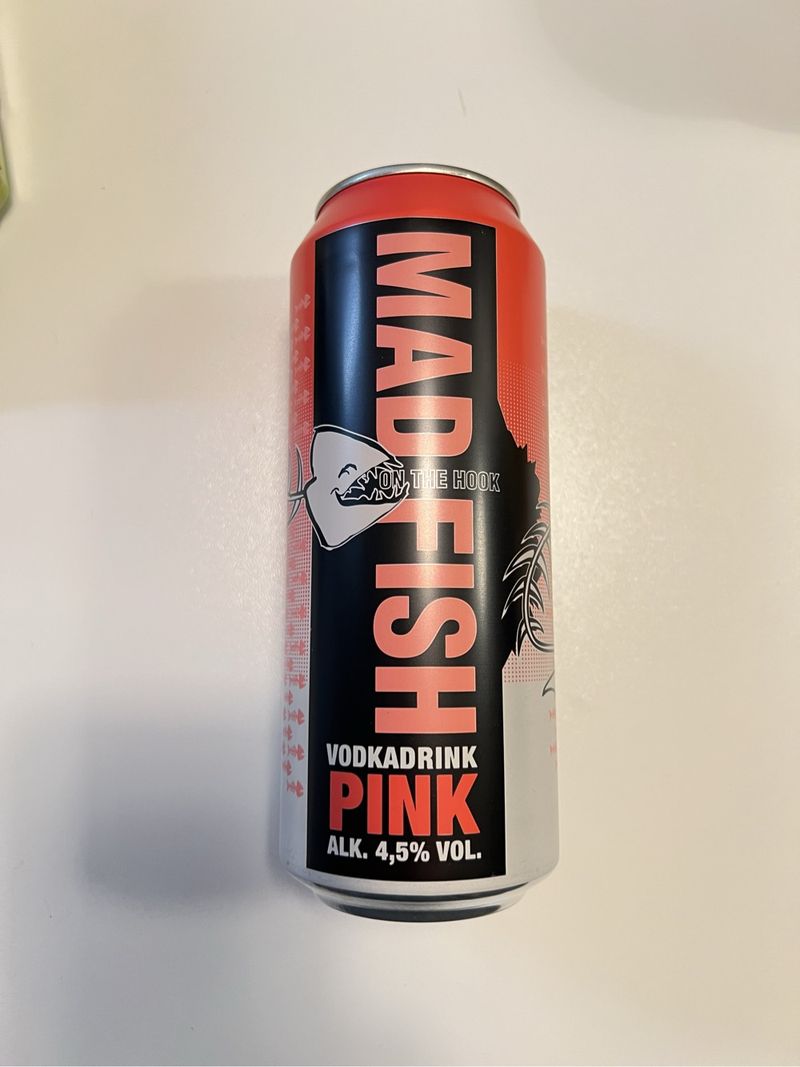 MAD FISH
ON THE HOOK
VODKADRINK
PINK
ALK. 4,5% VOL.